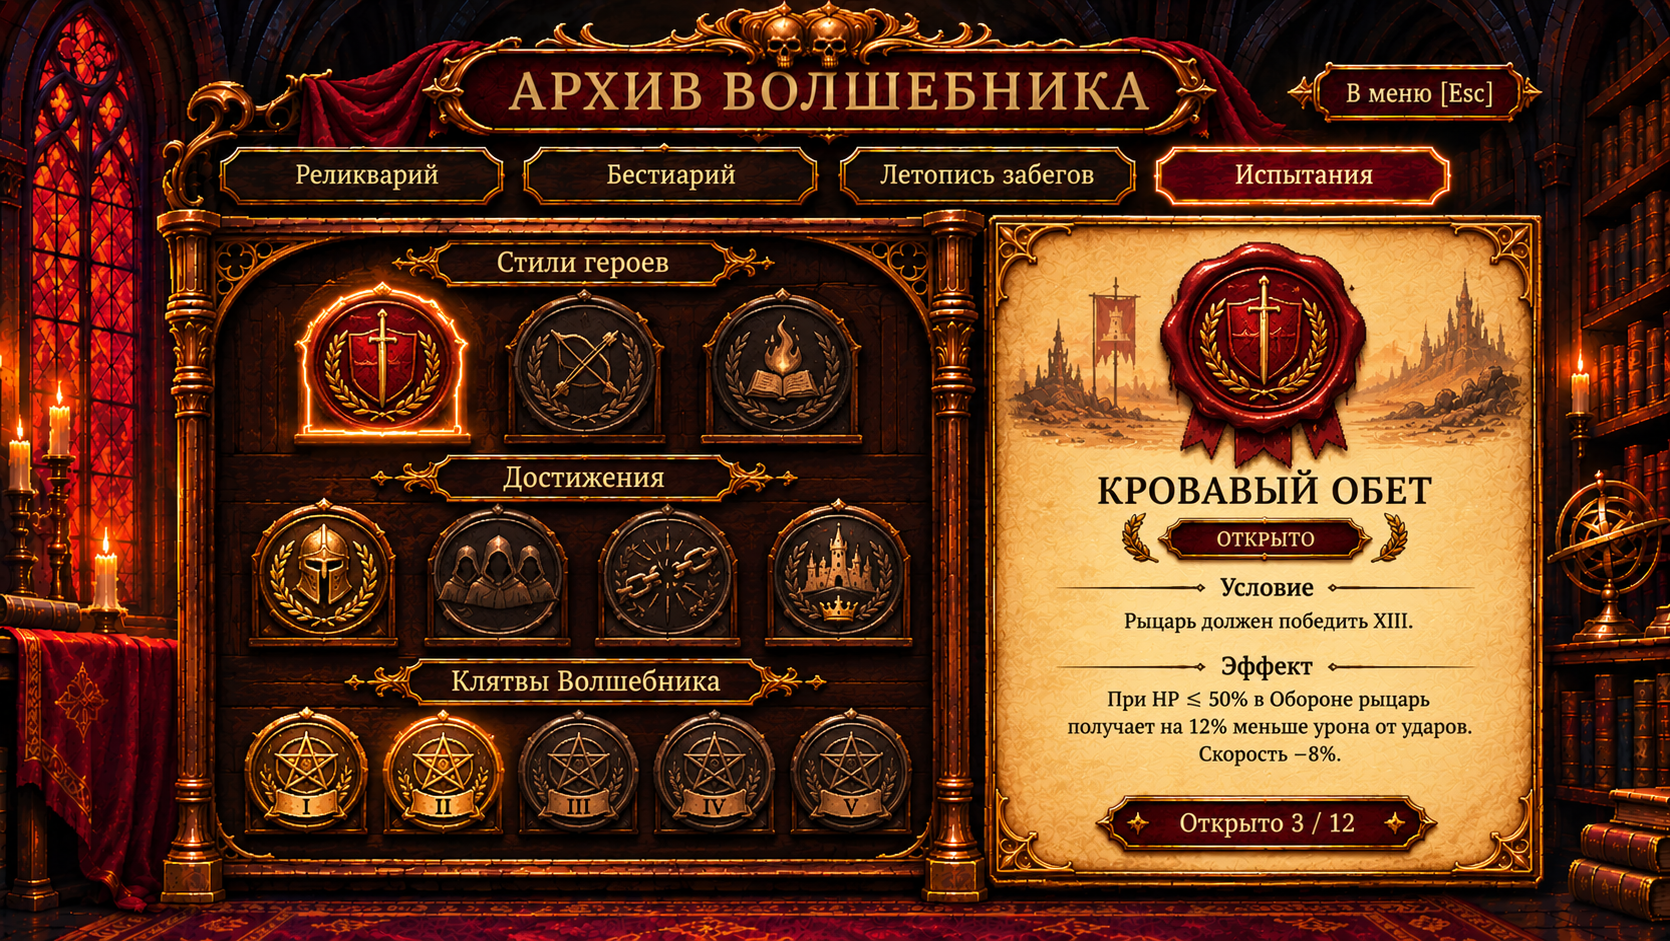 АРХИВ ВОЛШЕБНИКА
В меню [Esc]
Реликварий
Бестиарий
Летопись забегов
Испытания
Стили героев
Достижения
Клятвы Волшебника
I
II
III
IV
V
КРОВАВЫЙ ОБЕТ
ОТКРЫТО
Условие
Рыцарь должен победить XIII.
Эффект
При HP ≤ 50% в Обороне рыцарь
получает на 12% меньше урона от ударов.
Скорость −8%.
Открыто 3 / 12